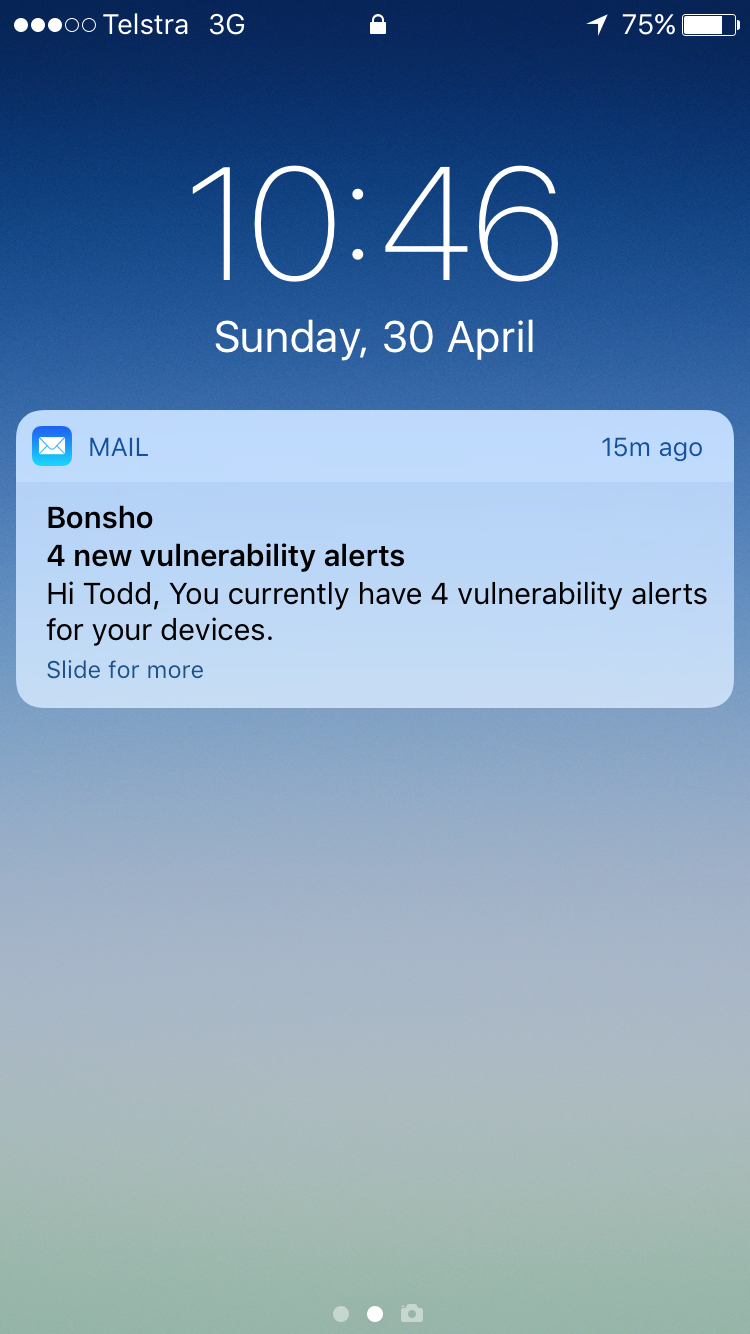 Telstra 3G 75%
10:46
Sunday, 30 April
MAIL 15m ago
Bonsho
4 new vulnerability alerts
Hi Todd, You currently have 4 vulnerability alerts
for your devices.
Slide for more